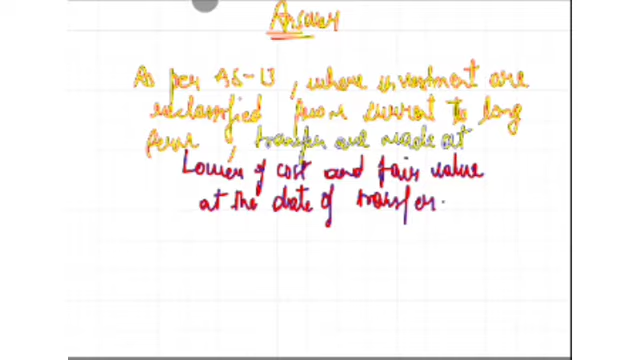 Answer
As per AS-13, where investment are
reclassified from current to long
term, transfer are made at
Lower of cost and fair value
at the date of transfer.